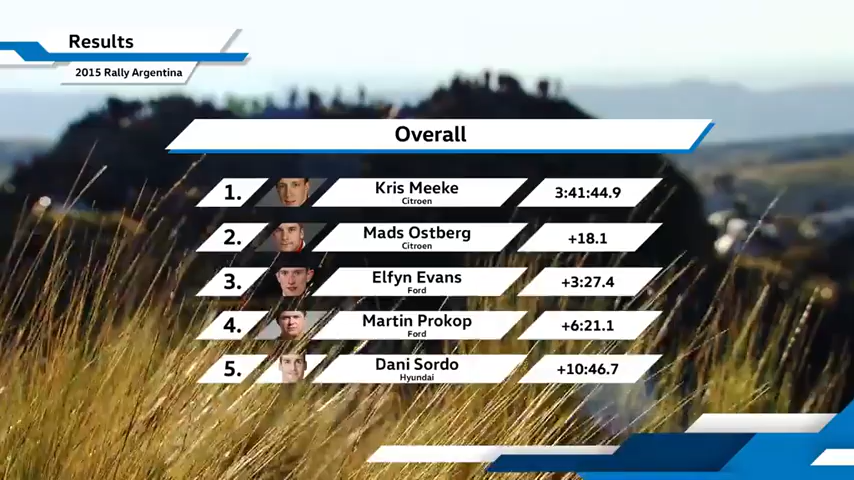 Results
2015 Rally Argentina
Overall
1. Kris Meeke 3:41:44.9
Citroen
2. Mads Ostberg +18.1
Citroen
3. Elfyn Evans +3:27.4
Ford
4. Martin Prokop +6:21.1
Ford
5. Dani Sordo +10:46.7
Hyundai